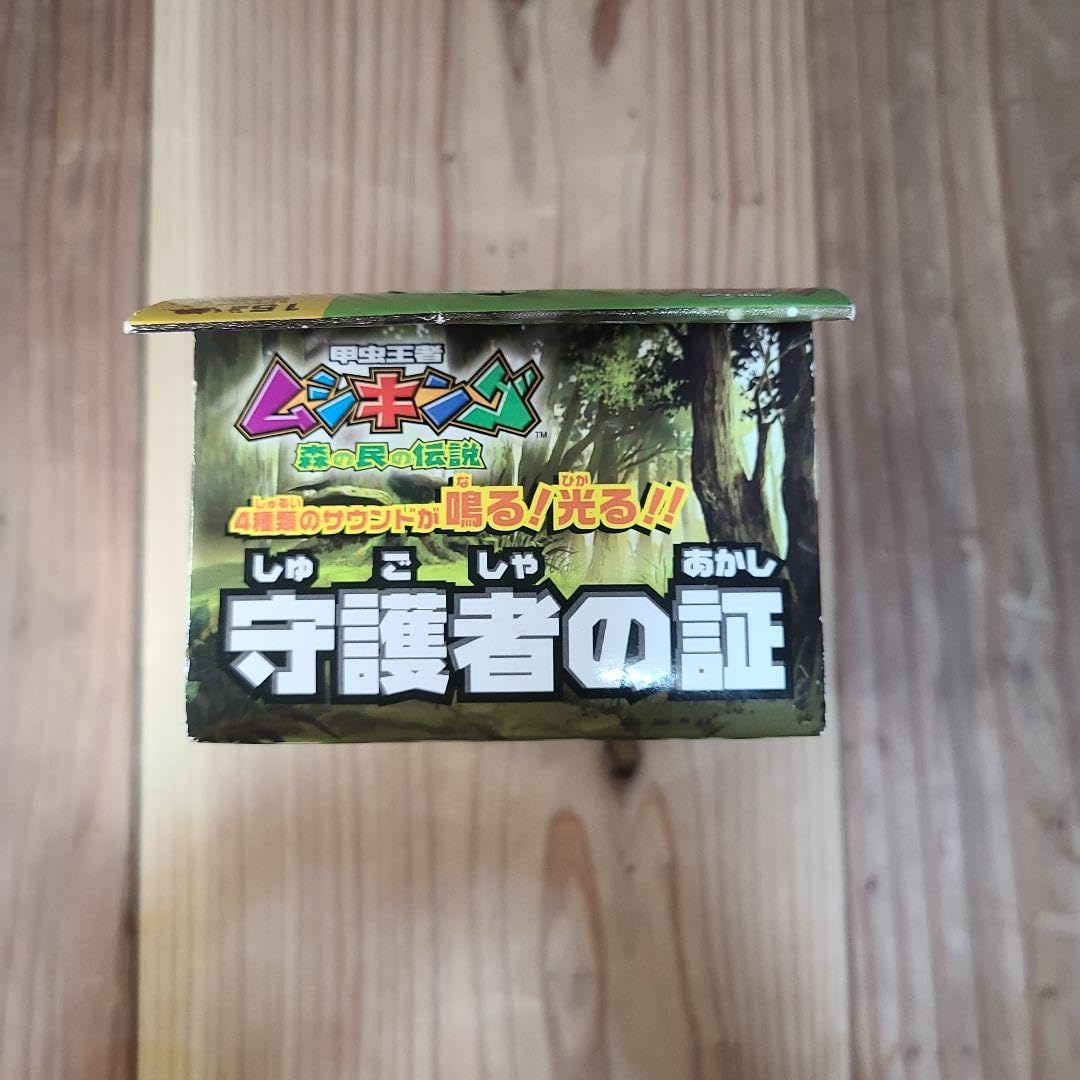 甲虫王者
ムシキング
TM
森の民の伝説
しゅるい な ひか
4種類のサウンドが鳴る!光る!!
しゅ ご しゃ あかし
守護者の証